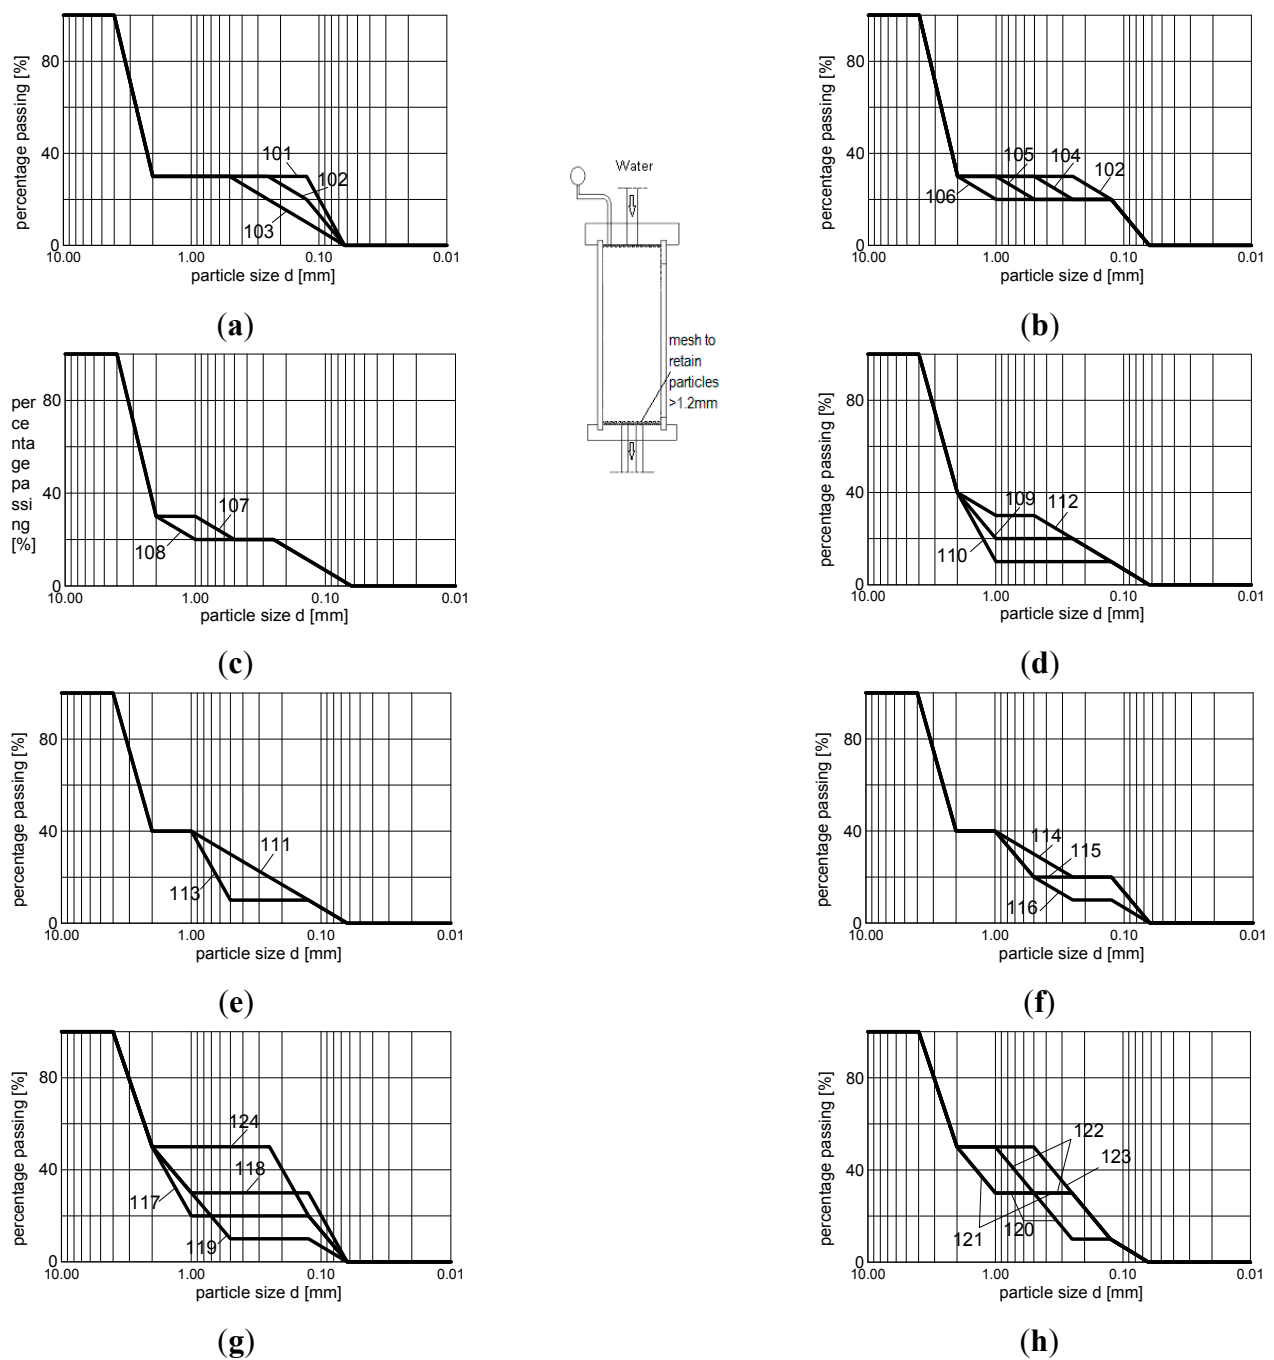 percentage passing [%]
80
40
0
101
102
103
10.00 1.00 0.10 0.01
particle size d [mm]
(a)
Water
mesh to
retain
particles
>1.2mm
percentage passing [%]
80
40
0
105 104 102
106
10.00 1.00 0.10 0.01
particle size d [mm]
(b)
per
ce
nta
ge
pa
ssi
ng
[%]
80
40
0
107
108
10.00 1.00 0.10 0.01
particle size d [mm]
(c)
percentage passing [%]
80
40
0
109 112
110
10.00 1.00 0.10 0.01
particle size d [mm]
(d)
percentage passing [%]
80
40
0
111
113
10.00 1.00 0.10 0.01
particle size d [mm]
(e)
percentage passing [%]
80
40
0
114
115
116
10.00 1.00 0.10 0.01
particle size d [mm]
(f)
percentage passing [%]
80
40
0
124
118
117
119
10.00 1.00 0.10 0.01
particle size d [mm]
(g)
percentage passing [%]
80
40
0
122
123
121 120
10.00 1.00 0.10 0.01
particle size d [mm]
(h)